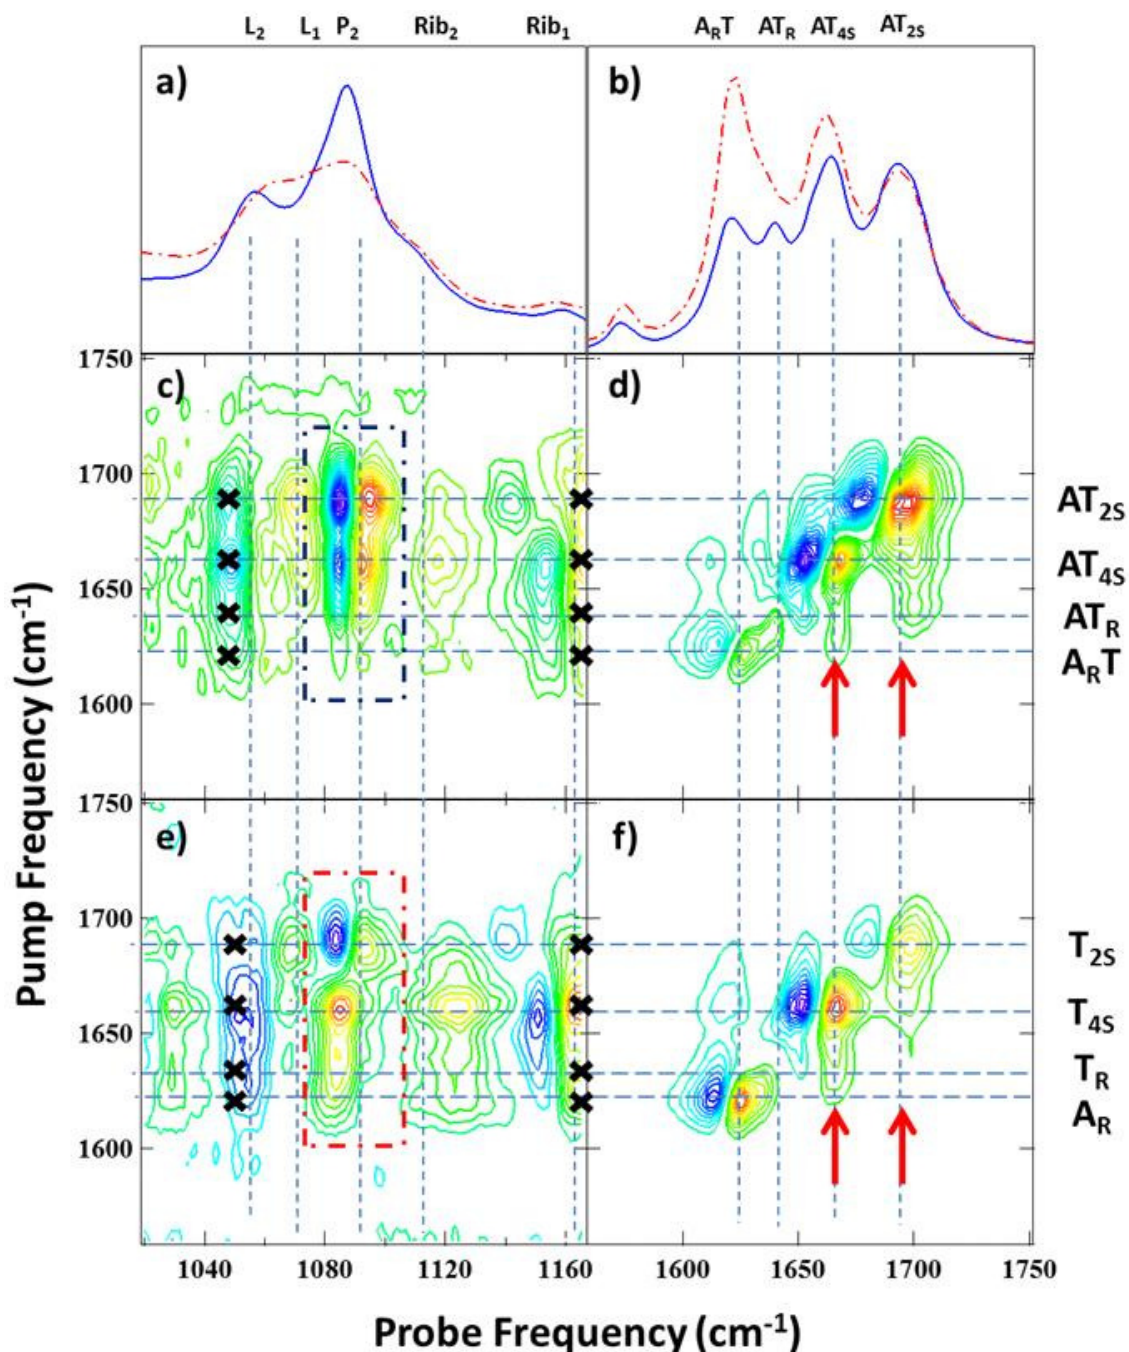 L₂ L₁ P₂ Rib₂ Rib₁ AᵣT ATᵣ AT₄ₛ AT₂ₛ
a) b)
1750
c) d)
1700 AT₂ₛ
AT₄ₛ
1650
ATᵣ
AᵣT
1600
1750
e) f)
1700 T₂ₛ
T₄ₛ
1650
Tᵣ
Aᵣ
1600
1040 1080 1120 1160 1600 1650 1700 1750
Pump Frequency (cm⁻¹)
Probe Frequency (cm⁻¹)